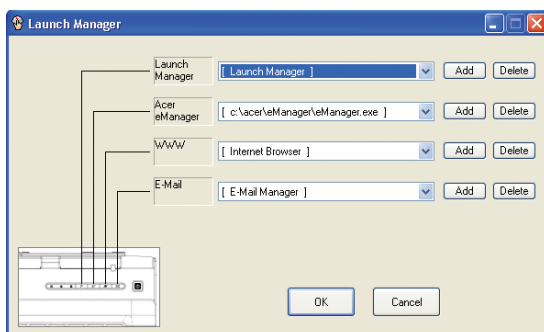 Launch Manager
Launch
Manager
[ Launch Manager ]
Add
Delete
Acer
eManager
[ c:\acer\eManager\eManager.exe ]
Add
Delete
WWW
[ Internet Browser ]
Add
Delete
E-Mail
[ E-Mail Manager ]
Add
Delete
OK
Cancel